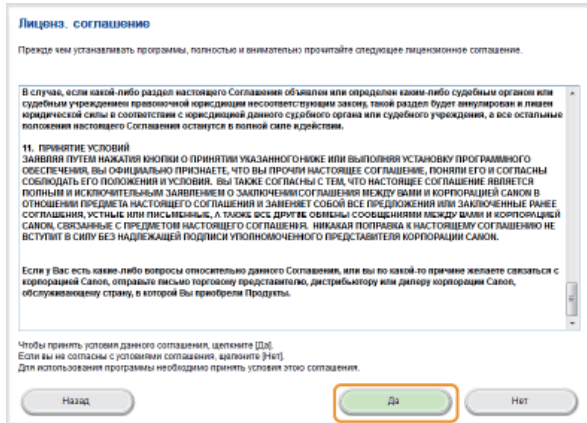 Лиценз. соглашение
Прежде чем устанавливать программы, полностью и внимательно прочитайте следующее лицензионное соглашение.
В случае, если какой-либо раздел настоящего Соглашения объявлен или определен каким-либо судебным органом или
судебным учреждением правомочной юрисдикции несоответствующим закону, такой раздел будет аннулирован и лишен
юридической силы в соответствии с юрисдикцией данного судебного органа или судебного учреждения, а все остальные
положения настоящего Соглашения останутся в полной силе и действии.
11. ПРИНЯТИЕ УСЛОВИЙ
ЗАЯВЛЯЯ ПУТЕМ НАЖАТИЯ КНОПКИ О ПРИНЯТИИ УКАЗАННОГО НИЖЕ ИЛИ ВЫПОЛНЯЯ УСТАНОВКУ ПРОГРАММНОГО
ОБЕСПЕЧЕНИЯ, ВЫ ОФИЦИАЛЬНО ПРИЗНАЕТЕ, ЧТО ВЫ ПРОЧЛИ НАСТОЯЩЕЕ СОГЛАШЕНИЕ, ПОНЯЛИ ЕГО И СОГЛАСНЫ
СОБЛЮДАТЬ ЕГО ПОЛОЖЕНИЯ И УСЛОВИЯ. ВЫ ТАКЖЕ СОГЛАСНЫ С ТЕМ, ЧТО НАСТОЯЩЕЕ СОГЛАШЕНИЕ ЯВЛЯЕТСЯ
ПОЛНЫМ И ИСКЛЮЧИТЕЛЬНЫМ ЗАЯВЛЕНИЕМ О СОГЛАШЕНИИ МЕЖДУ ВАМИ И КОРПОРАЦИЕЙ CANON В
ОТНОШЕНИИ ПРЕДМЕТА НАСТОЯЩЕГО СОГЛАШЕНИЯ И ЗАМЕНЯЕТ СОБОЙ ВСЕ ПРЕДЛОЖЕНИЯ ИЛИ ЗАКЛЮЧЕННЫЕ РАНЕЕ
СОГЛАШЕНИЯ, УСТНЫЕ ИЛИ ПИСЬМЕННЫЕ, А ТАКЖЕ ВСЕ ДРУГИЕ ОБМЕНЫ СООБЩЕНИЯМИ МЕЖДУ ВАМИ И КОРПОРАЦИЕЙ
CANON, СВЯЗАННЫЕ С ПРЕДМЕТОМ НАСТОЯЩЕГО СОГЛАШЕНИЯ. НИКАКАЯ ПОПРАВКА К НАСТОЯЩЕМУ СОГЛАШЕНИЮ НЕ
ВСТУПИТ В СИЛУ БЕЗ НАДЛЕЖАЩЕЙ ПОДПИСИ УПОЛНОМОЧЕННОГО ПРЕДСТАВИТЕЛЯ КОРПОРАЦИИ CANON.
Если у Вас есть какие-либо вопросы относительно данного Соглашения, или вы по какой-то причине желаете связаться с
корпорацией Canon, отправьте письмо торговому представителю, дистрибьютору или дилеру корпорации Canon,
обслуживающему страну, в которой Вы приобрели Продукты.
Чтобы принять условия данного соглашения, щелкните [Да].
Если вы не согласны с условиями соглашения, щелкните [Нет].
Для использования программы необходимо принять условия этого соглашения.
Назад
Да
Нет